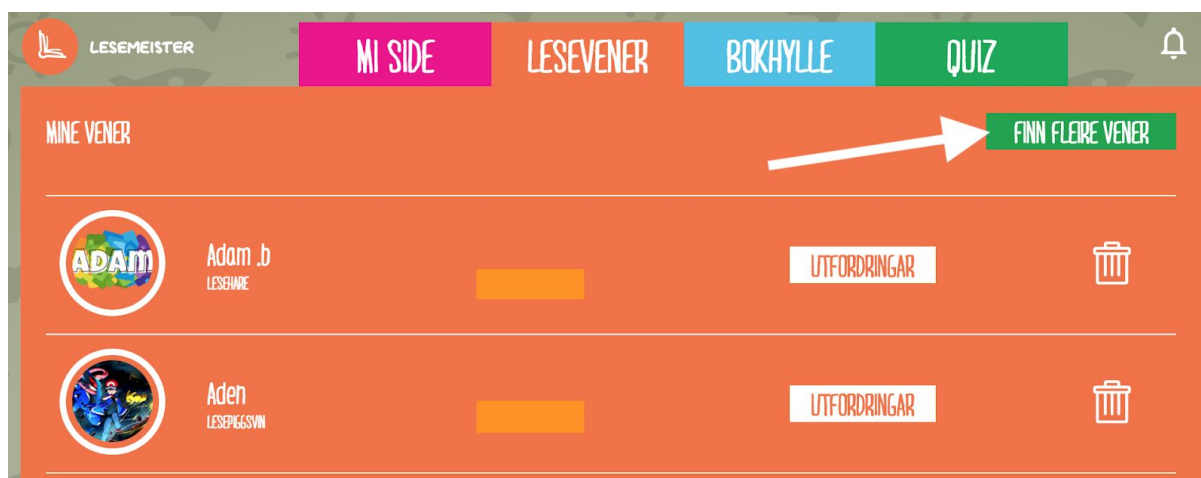 LESEMEISTER
MI SIDE
LESEVENER
BOKHYLLE
QUIZ
MINE VENER
FINN FLEIRE VENER
ADAM
Adam .b
LESEHARE
UTFORDRINGAR
Aden
LESEPIGGSVIN
UTFORDRINGAR